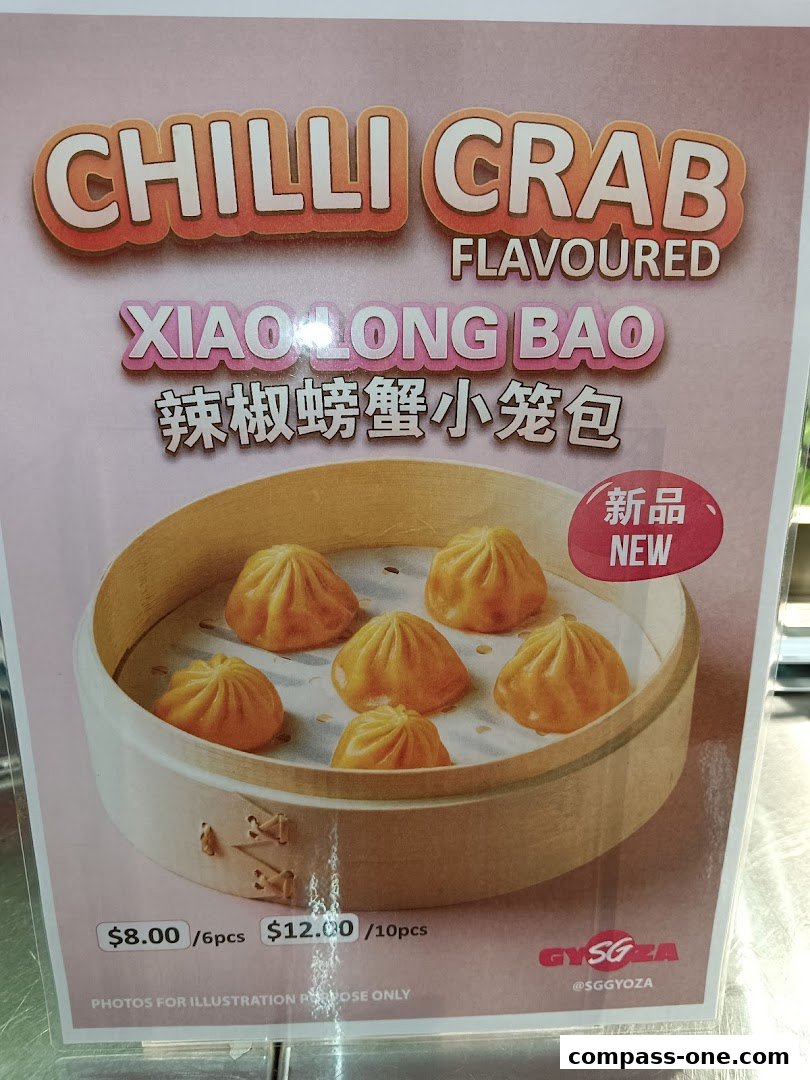 CHILLI CRAB
FLAVOURED
XIAO LONG BAO
辣椒螃蟹小笼包
新品
NEW
$8.00 /6pcs $12.00 /10pcs
GYSGOZA
@SGGYOZA
PHOTOS FOR ILLUSTRATION PURPOSE ONLY
compass-one.com